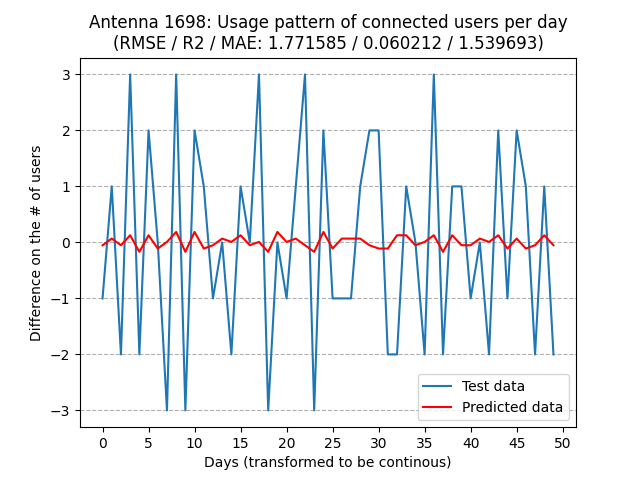 Antenna 1698: Usage pattern of connected users per day
(RMSE / R2 / MAE: 1.771585 / 0.060212 / 1.539693)
Difference on the # of users
3
2
1
0
−1
−2
−3
Test data
Predicted data
0 5 10 15 20 25 30 35 40 45 50
Days (transformed to be continous)